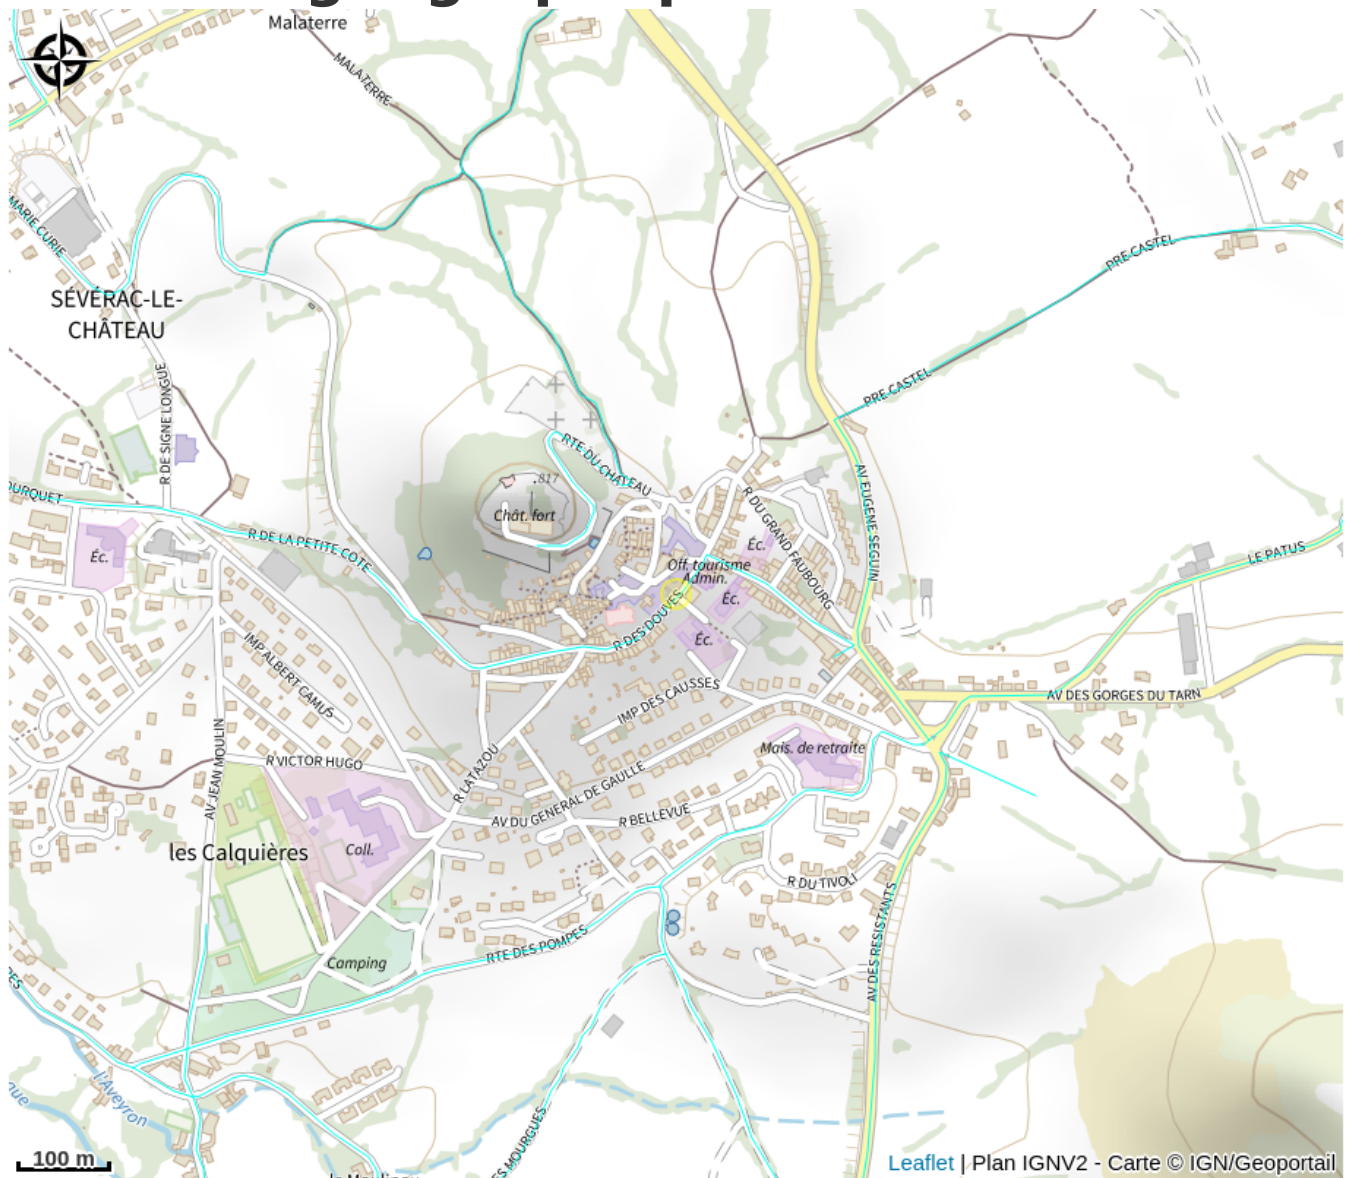 Malaterre
MALATERRE
MARIE CURIE
SÉVÉRAC-LE-
CHÂTEAU
PRE CASTEL
PRE CASTEL
R DE SIGNE LONGUE
RTE DU CHATEAU
.817
Chât. fort
R DU GRAND FAUBOURG
AV EUGENE SEGUIN
R DE LA PETITE COTE
Éc.
Éc.
Off. tourisme
Admin.
Éc.
LE PATUS
R DES DOUVES
Éc.
IMP ALBERT CAMUS
IMP DES CAUSSES
AV DES GORGES DU TARN
AV JEAN MOULIN
R VICTOR HUGO
R LATAZOU
Mais. de retraite
AV DU GENERAL DE GAULLE
R BELLEVUE
les Calquières
Coll.
R DU TIVOLI
AV DES RESISTANTS
RTE DES POMPES
Camping
l'Aveyron
100 m
Leaflet | Plan IGNV2 - Carte © IGN/Geoportail